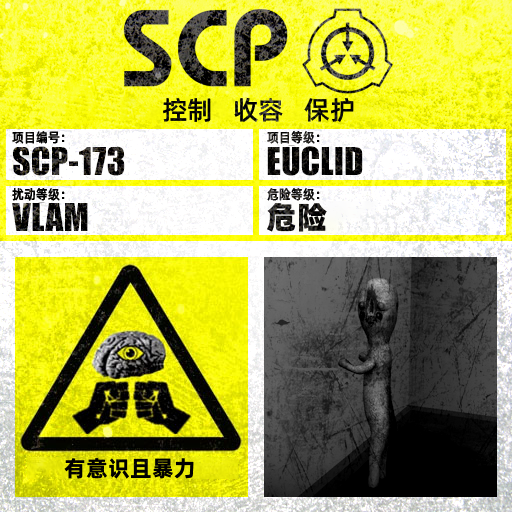 SCP
控制 收容 保护
项目编号:
SCP-173
项目等级:
EUCLID
扰动等级:
VLAM
危险等级:
危险
有意识且暴力